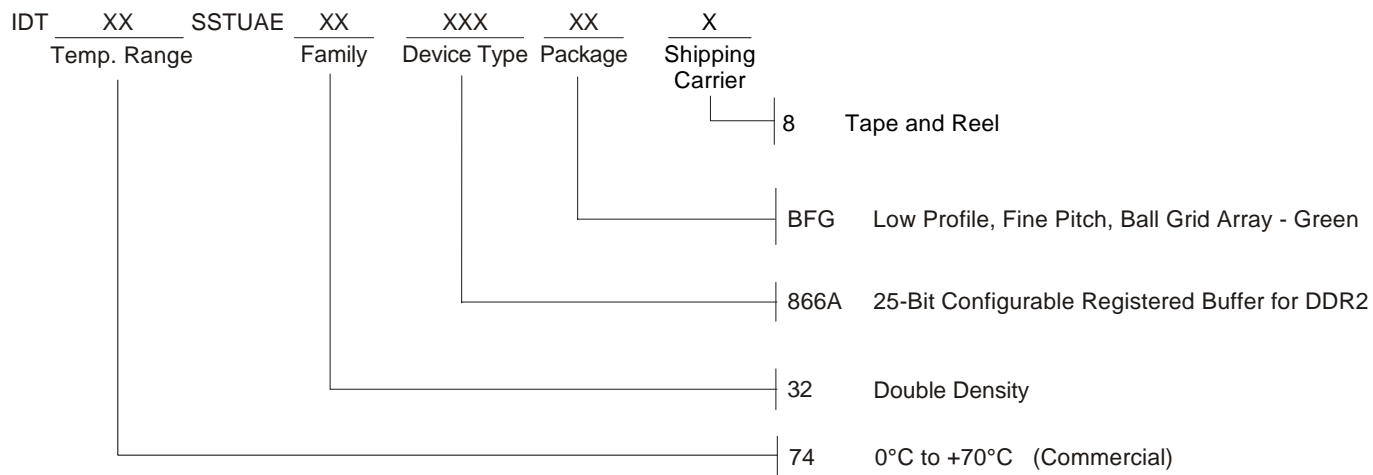 IDT XX SSTUAE XX XXX XX X
Temp. Range Family Device Type Package Shipping
Carrier
8 Tape and Reel
BFG Low Profile, Fine Pitch, Ball Grid Array - Green
866A 25-Bit Configurable Registered Buffer for DDR2
32 Double Density
74 0°C to +70°C (Commercial)